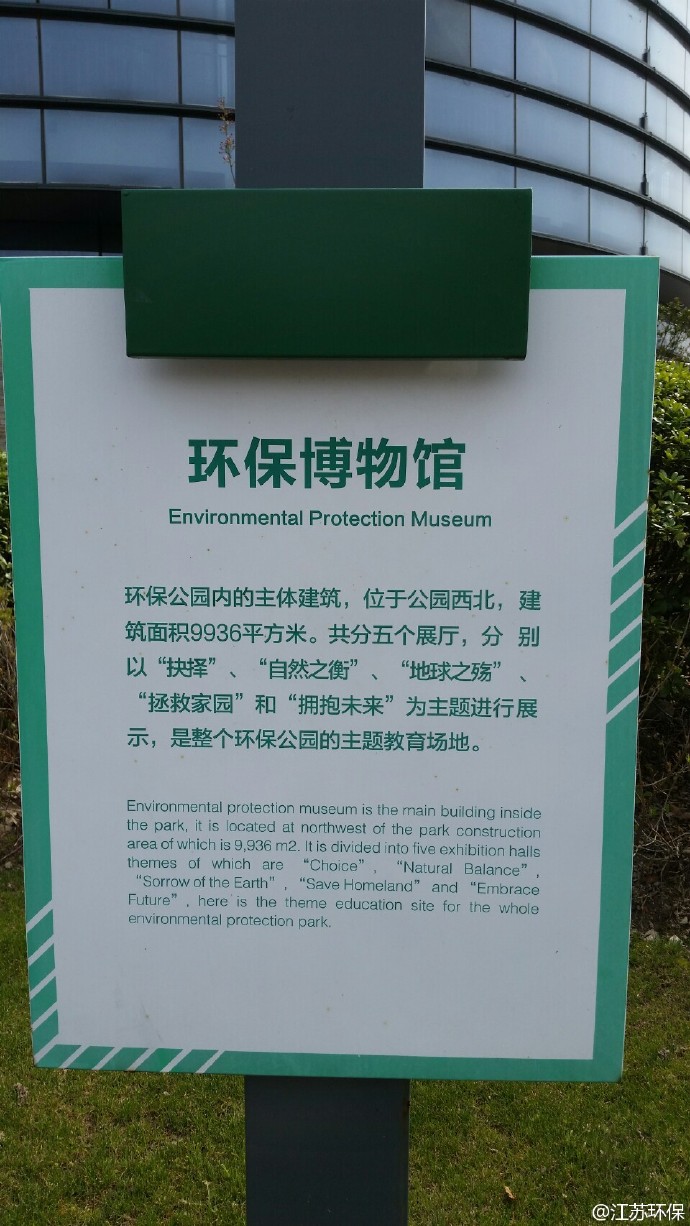 环保博物馆
Environmental Protection Museum
环保公园内的主体建筑，位于公园西北，建
筑面积9936平方米。共分五个展厅，分 别
以“抉择”、“自然之衡”、“地球之殇”、
“拯救家园”和“拥抱未来”为主题进行展
示，是整个环保公园的主题教育场地。
Environmental protection museum is the main building inside
the park, it is located at northwest of the park construction
area of which is 9,936 m2. It is divided into five exhibition halls
themes of which are “Choice”, “Natural Balance”,
“Sorrow of the Earth”, “Save Homeland” and “Embrace
Future”, here is the theme education site for the whole
environmental protection park.
@江苏环保